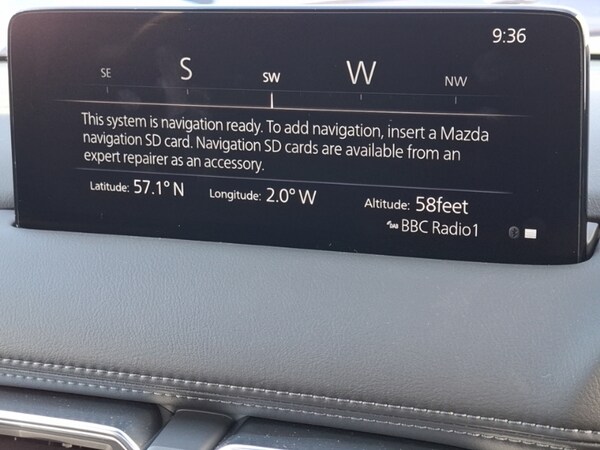 9:36
SE S SW W NW
This system is navigation ready. To add navigation, insert a Mazda
navigation SD card. Navigation SD cards are available from an
expert repairer as an accessory.
Latitude: 57.1° N Longitude: 2.0° W Altitude: 58feet
DAB BBC Radio1